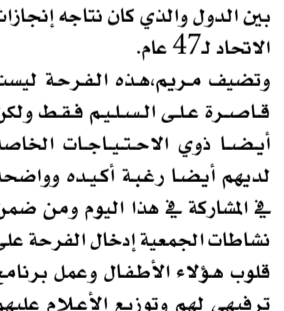 بين الدول والذي كان نتاجه إنجازات
الاتحاد لـ47 عام.
وتضيف مريم،هذه الفرحة ليست
قاصرة على السليم فقط ولكن
أيضا ذوي الاحتياجات الخاصة
لديهم أيضا رغبة أكيده وواضحة
في المشاركة في هذا اليوم ومن ضمن
نشاطات الجمعية إدخال الفرحة على
قلوب هؤلاء الأطفال وعمل برنامج
ترفيهي لهم وتوزيع الأعلام عليهم